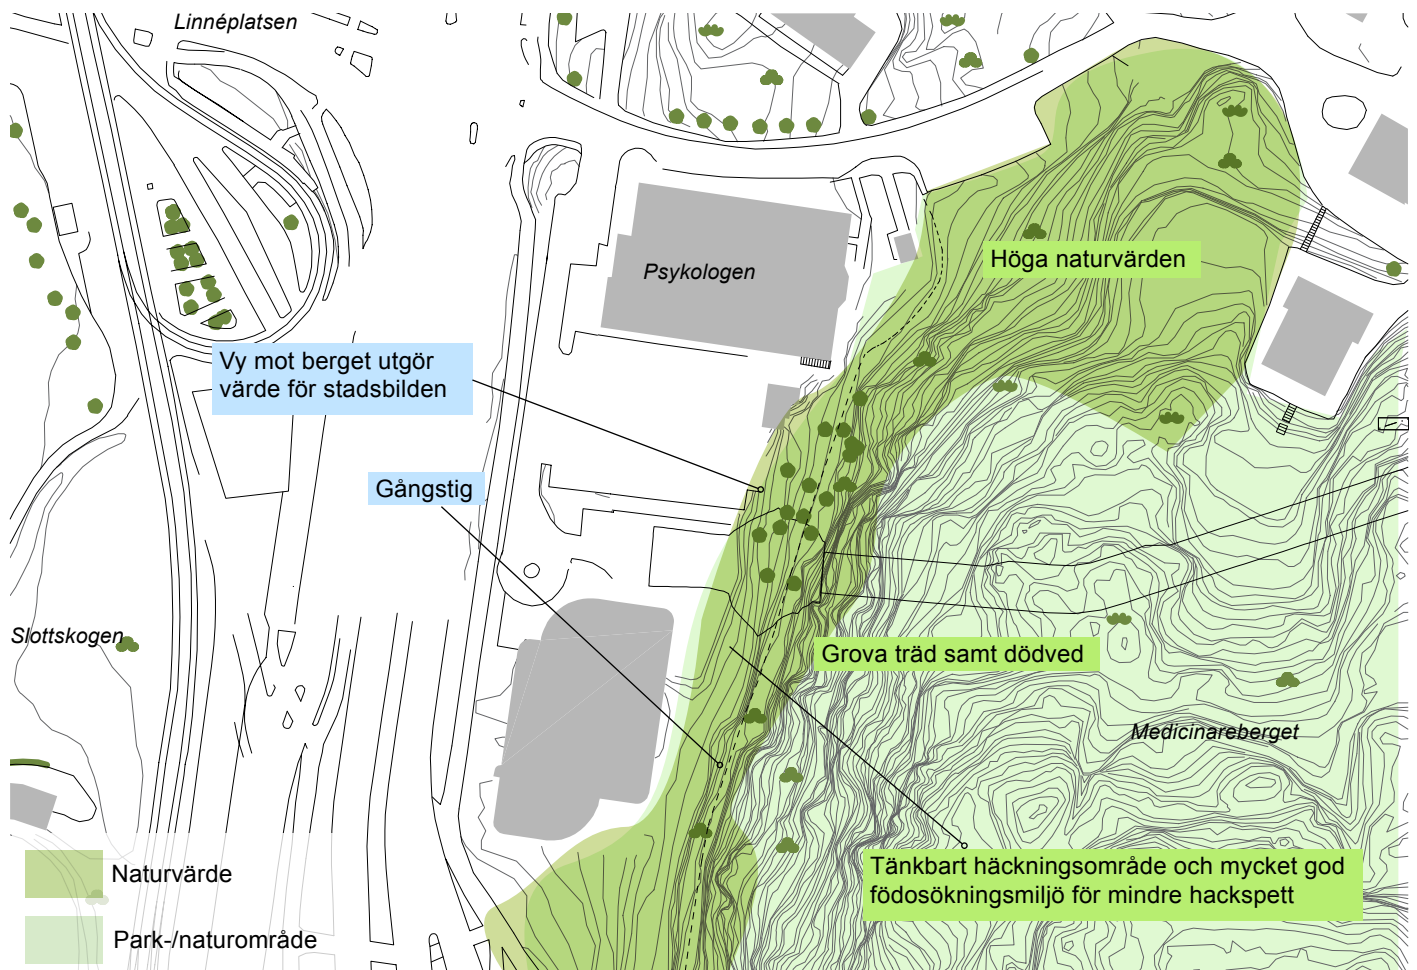 Linnéplatsen
Höga naturvärden
Psykologen
Vy mot berget utgör
värde för stadsbilden
Gångstig
Slottskogen
Grova träd samt dödved
Medicinareberget
Tänkbart häckningsområde och mycket god
födosökningsmiljö för mindre hackspett
Naturvärde
Park-/naturområde